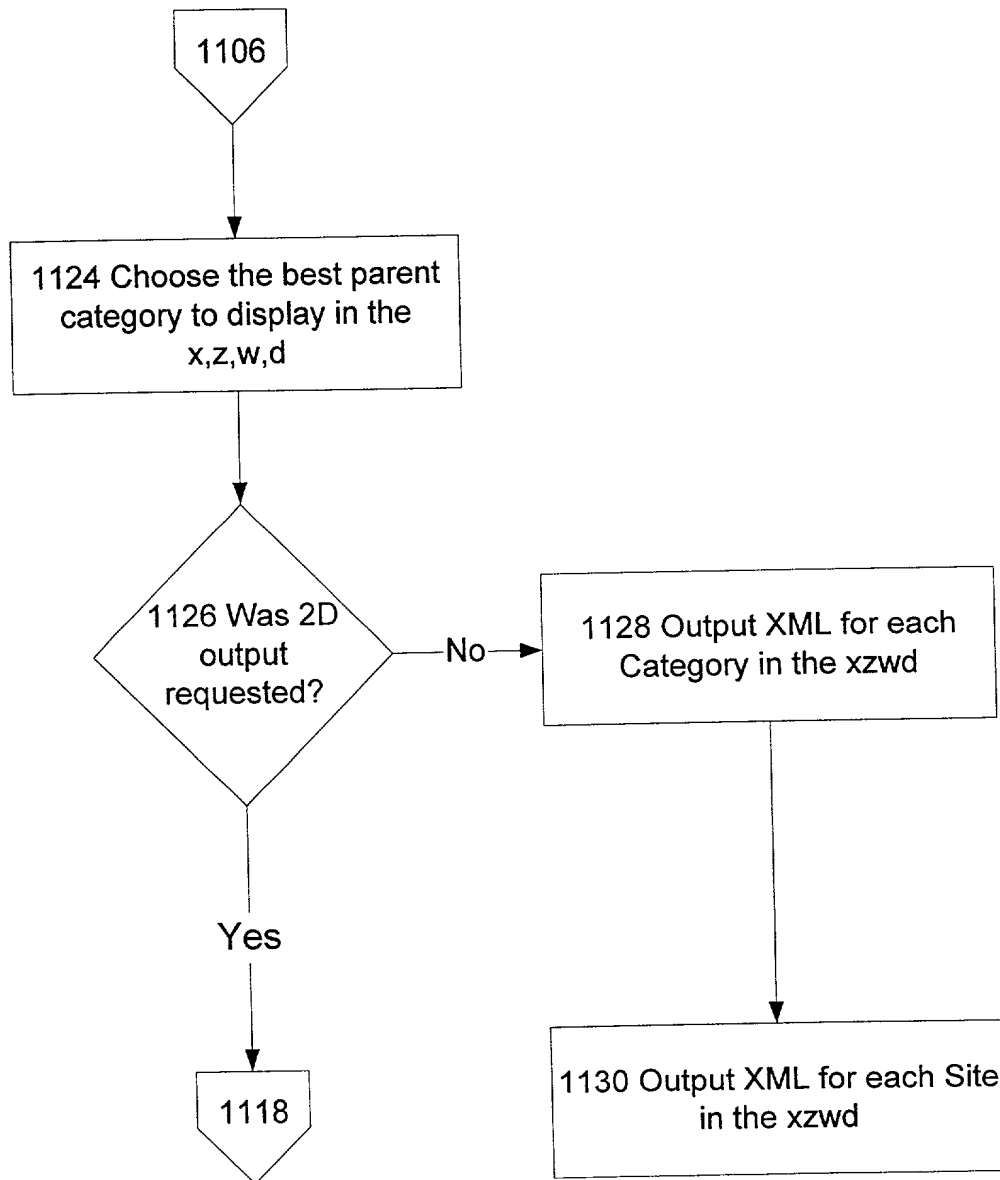 1106
1124 Choose the best parent
category to display in the
x,z,w,d
1126 Was 2D
output
requested?
No
1128 Output XML for each
Category in the xzwd
Yes
1118
1130 Output XML for each Site
in the xzwd